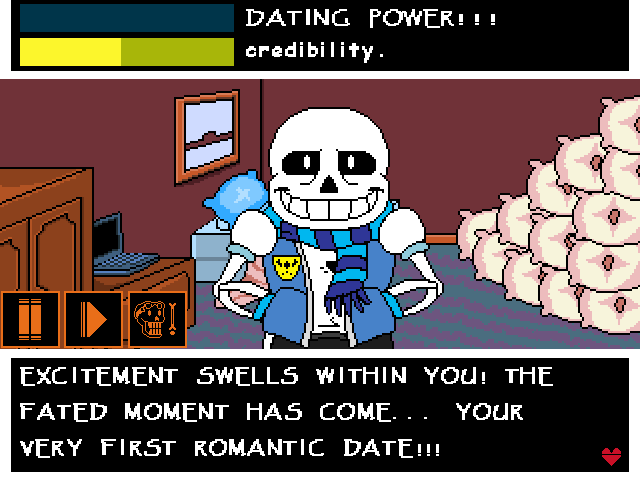 DATING POWER!!!
credibility.
EXCITEMENT SWELLS WITHIN YOU! THE
FATED MOMENT HAS COME... YOUR
VERY FIRST ROMANTIC DATE!!!